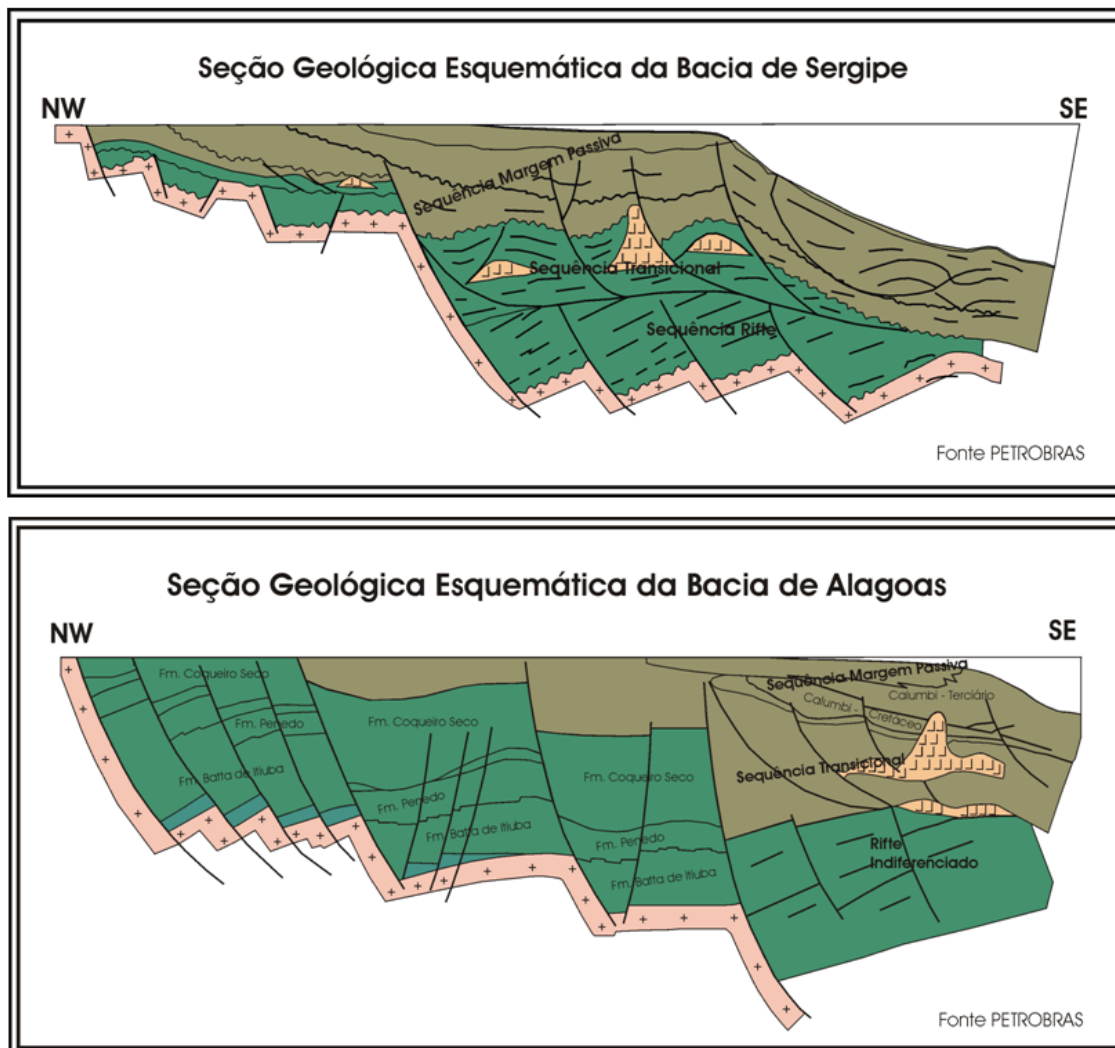 Seção Geológica Esquemática da Bacia de Sergipe
NW
SE
Sequência Margem Passiva
Sequência Transicional
Sequência Rifte
Fonte PETROBRAS
Seção Geológica Esquemática da Bacia de Alagoas
NW
SE
Fm. Coqueiro Seco
Fm. Penedo
Fm. Batta de Itiuba
Fm. Coqueiro Seco
Fm. Penedo
Fm. Batta de Itiuba
Fm. Coqueiro Seco
Fm. Penedo
Fm. Batta de Itiuba
Sequência Margem Passiva
Calumbi - Terciário
Calumbi - Cretáceo
Sequência Transicional
Rifte
Indiferenciado
Fonte PETROBRAS